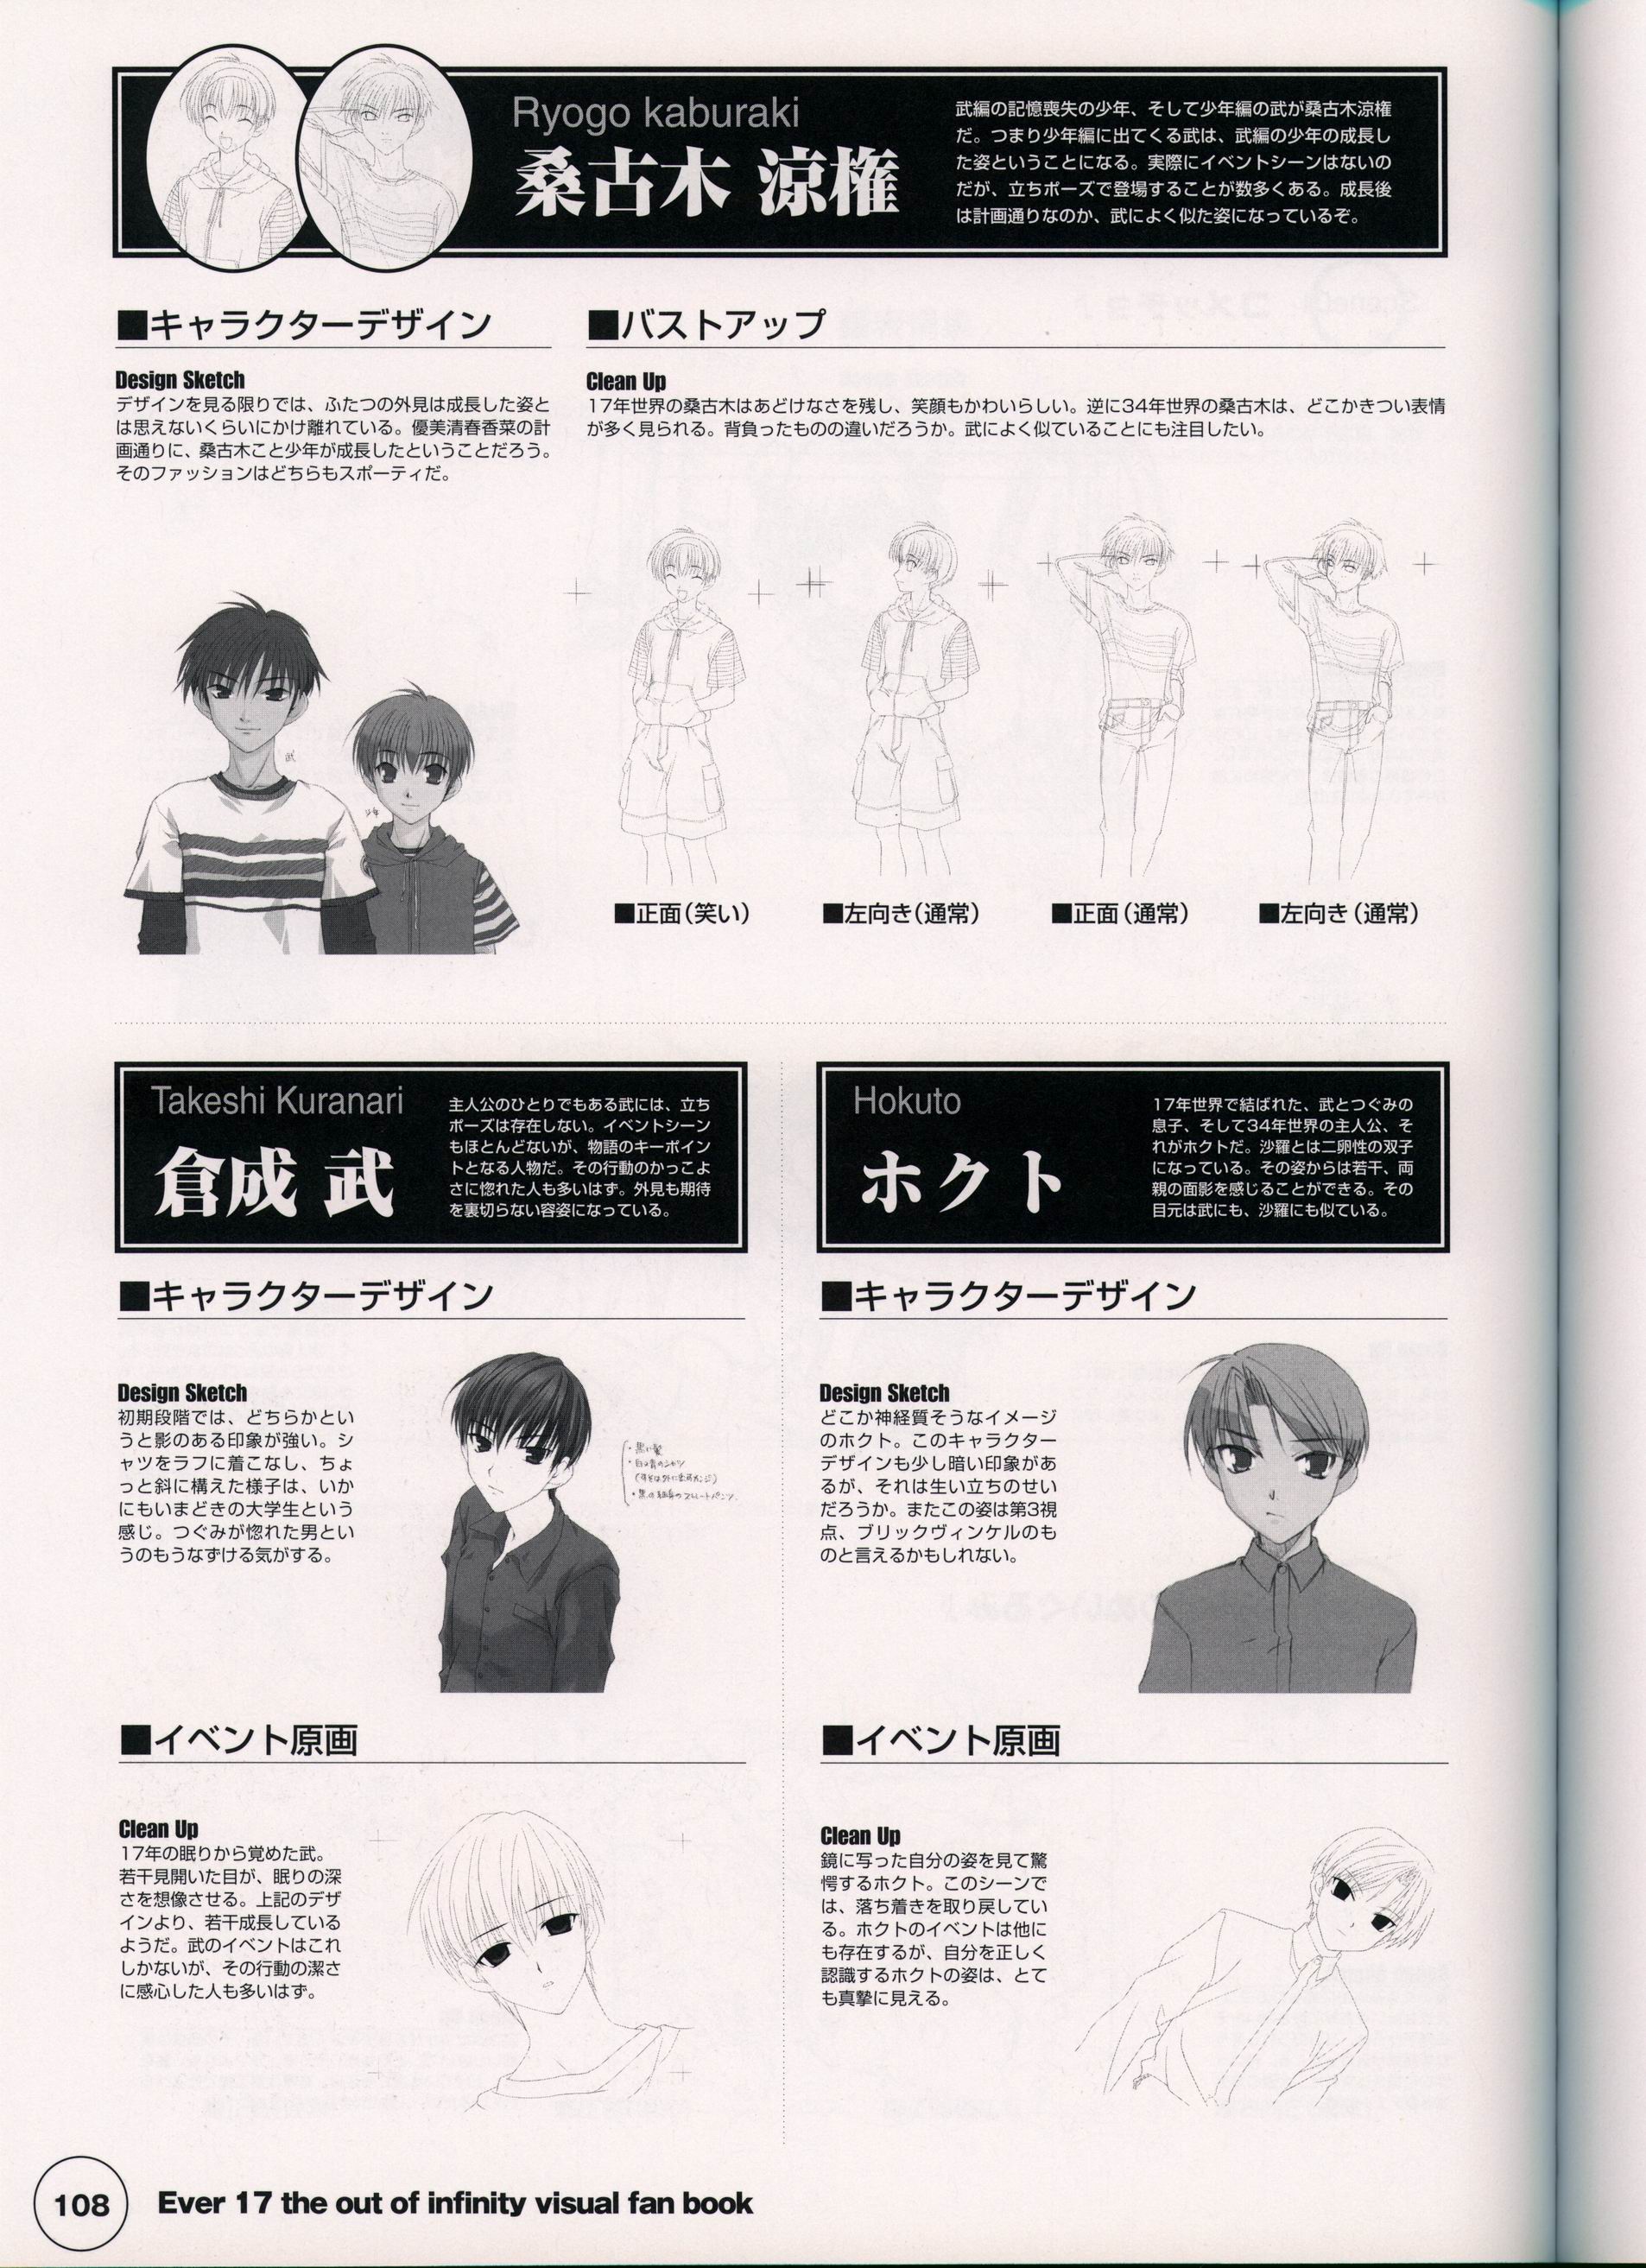 Ryogo kaburaki
桑古木 涼権
武編の記憶喪失の少年、そして少年編の武が桑古木涼権
だ。つまり少年編に出てくる武は、武編の少年の成長し
た姿ということになる。実際にイベントシーンはないの
だが、立ちポーズで登場することが数多くある。成長後
は計画通りなのか、武によく似た姿になっているぞ。
■キャラクターデザイン
Design Sketch
デザインを見る限りでは、ふたつの外見は成長した姿と
は思えないくらいにかけ離れている。優美清春香菜の計
画通りに、桑古木こと少年が成長したということだろう。
そのファッションはどちらもスポーティだ。
武
少年
■バストアップ
Clean Up
17年世界の桑古木はあどけなさを残し、笑顔もかわいらしい。逆に34年世界の桑古木は、どこかきつい表情
が多く見られる。背負ったものの違いだろうか。武によく似ていることにも注目したい。
■正面（笑い）
■左向き（通常）
■正面（通常）
■左向き（通常）
Takeshi Kuranari
倉成 武
主人公のひとりでもある武には、立ち
ポーズは存在しない。イベントシーン
もほとんどないが、物語のキーポイン
トとなる人物だ。その行動のかっこよ
さに惚れた人も多いはず。外見も期待
を裏切らない容姿になっている。
■キャラクターデザイン
Design Sketch
初期段階では、どちらかとい
うと影のある印象が強い。シ
ャツをラフに着こなし、ちょ
っと斜に構えた様子は、いか
にもいまどきの大学生という
感じ。つぐみが惚れた男とい
うのもうなずける気がする。
・黒い髪
■イベント原画
Clean Up
17年の眠りから覚めた武。
若干見開いた目が、眠りの深
さを想像させる。上記のデザ
インより、若干成長している
ようだ。武のイベントはこれ
しかないが、その行動の潔さ
に感心した人も多いはず。
Hokuto
ホクト
17年世界で結ばれた、武とつぐみの
息子、そして34年世界の主人公、そ
れがホクトだ。沙羅とは二卵性の双子
になっている。その姿からは若干、両
親の面影を感じることができる。その
目元は武にも、沙羅にも似ている。
■キャラクターデザイン
Design Sketch
どこか神経質そうなイメージ
のホクト。このキャラクター
デザインも少し暗い印象があ
るが、それは生い立ちのせい
だろうか。またこの姿は第3視
点、ブリックヴィンケルのも
のと言えるかもしれない。
■イベント原画
Clean Up
鏡に写った自分の姿を見て驚
愕するホクト。このシーンで
は、落ち着きを取り戻してい
る。ホクトのイベントは他に
も存在するが、自分を正しく
認識するホクトの姿は、とて
も真摯に見える。
108
Ever 17 the out of infinity visual fan book